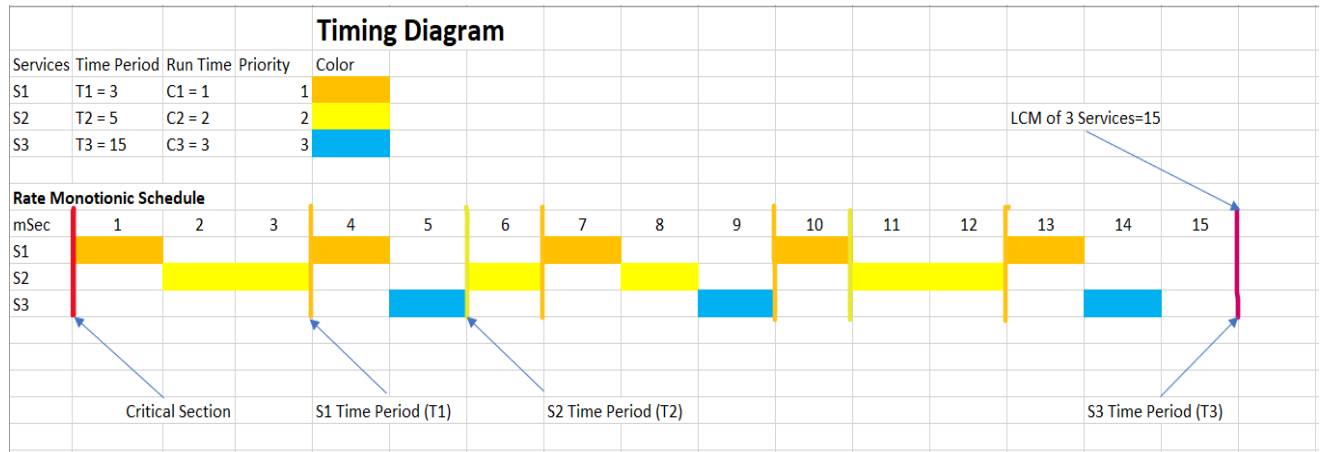 Timing Diagram
Services Time Period Run Time Priority Color
S1 T1 = 3 C1 = 1 1
S2 T2 = 5 C2 = 2 2
LCM of 3 Services=15
S3 T3 = 15 C3 = 3 3
Rate Monotionic Schedule
mSec 1 2 3 4 5 6 7 8 9 10 11 12 13 14 15
S1
S2
S3
Critical Section S1 Time Period (T1) S2 Time Period (T2) S3 Time Period (T3)